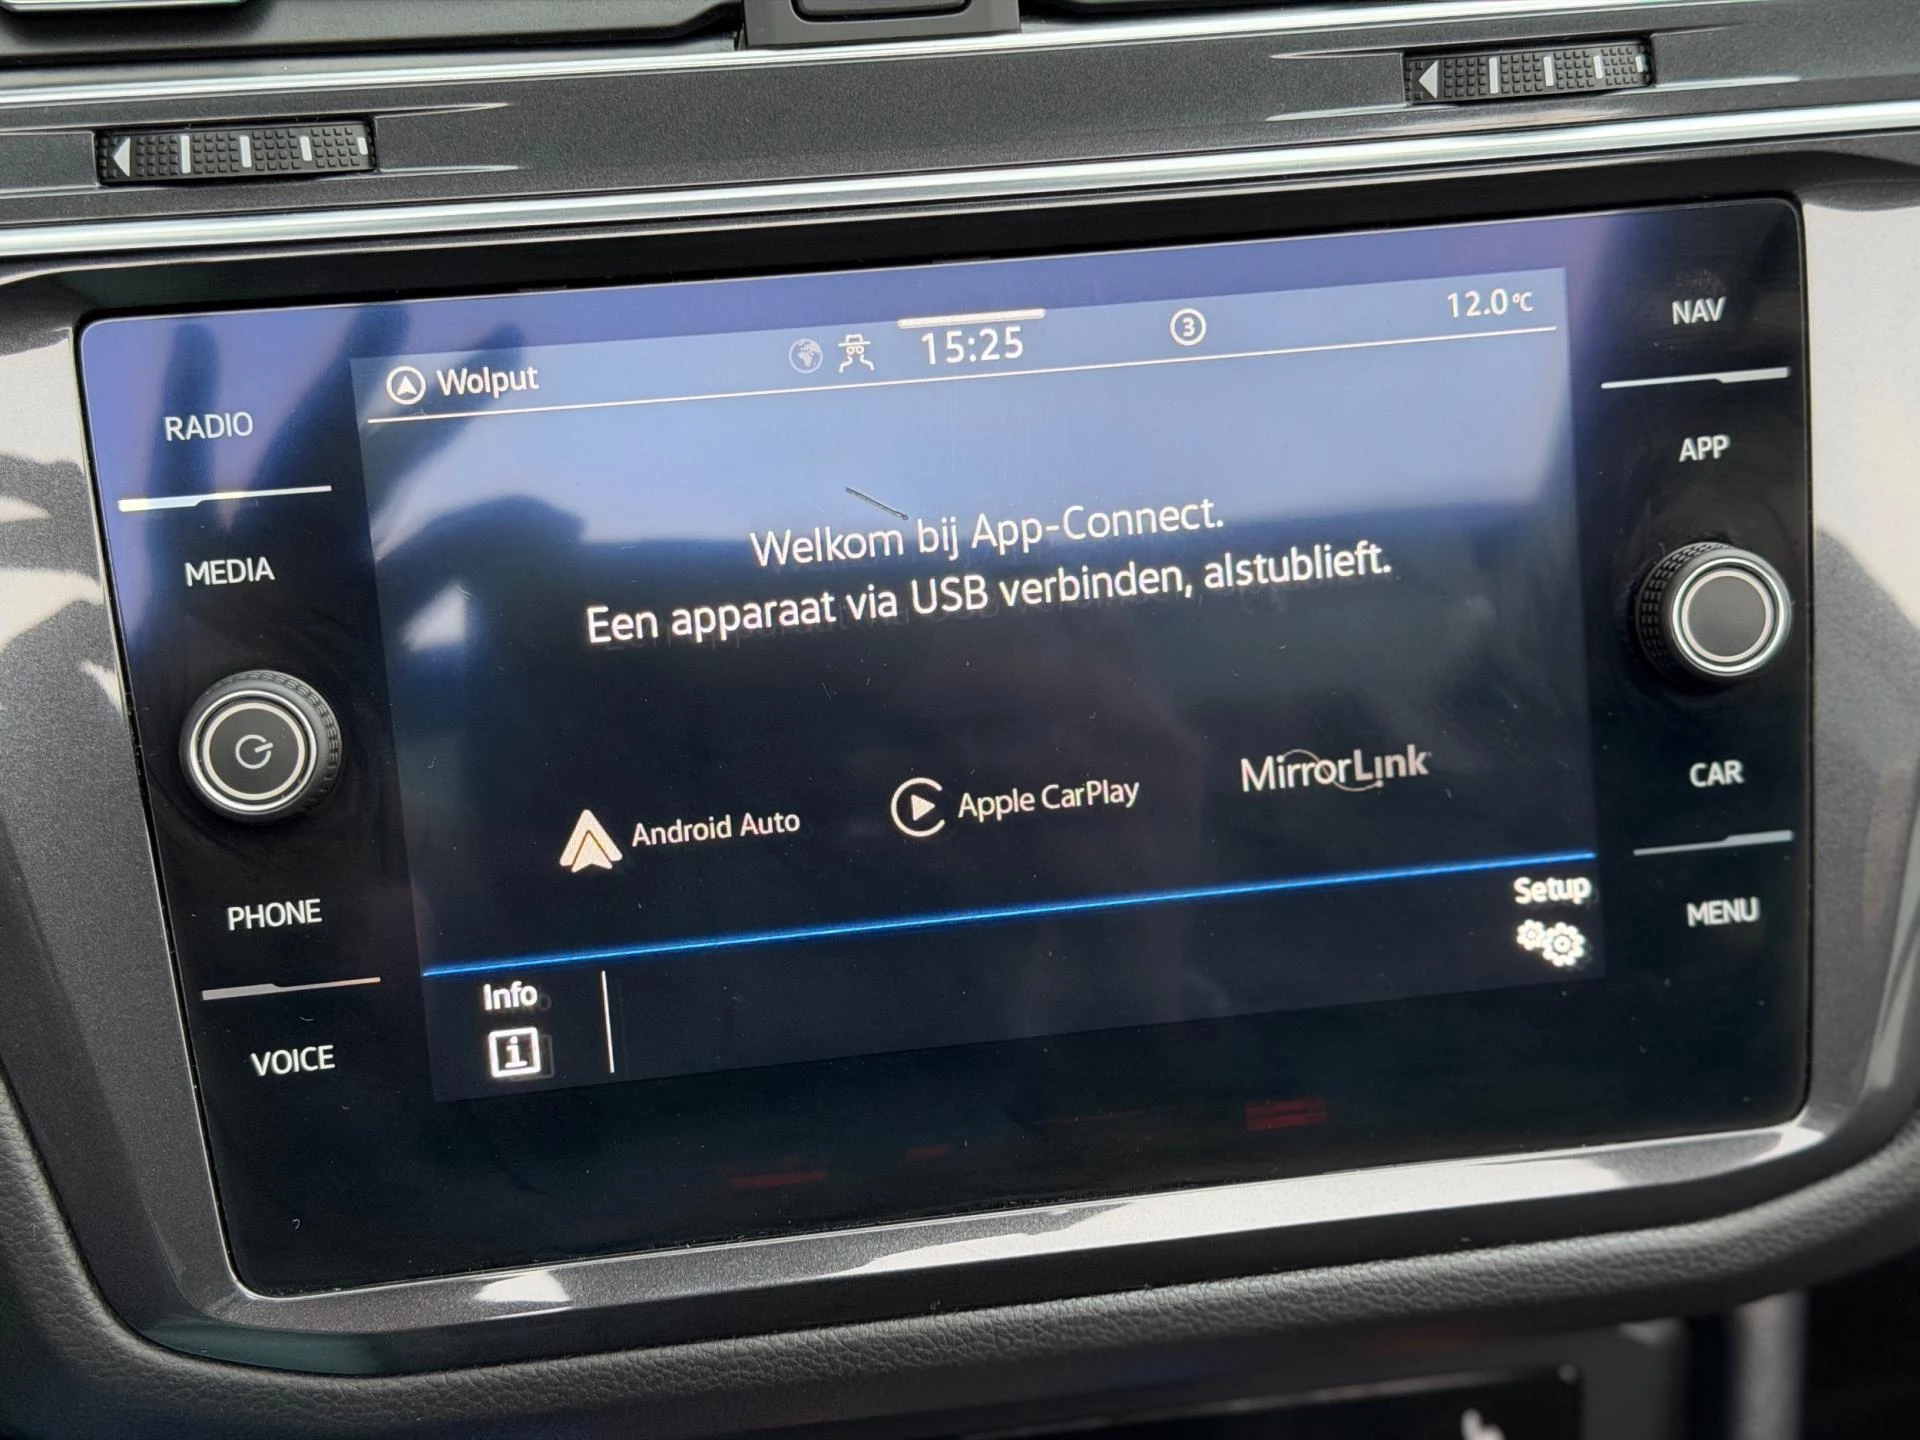 Wolput
15:25
3
12.0°C
RADIO
MEDIA
PHONE
VOICE
Welkom bij App-Connect.
Een apparaat via USB verbinden, alstublieft.
Android Auto
Apple CarPlay
MirrorLink
Info
i
Setup
NAV
APP
CAR
MENU